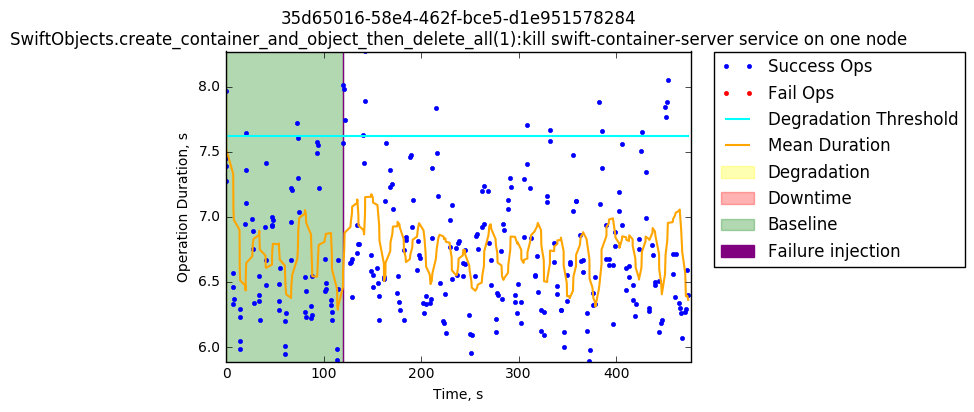 35d65016-58e4-462f-bce5-d1e951578284
SwiftObjects.create_container_and_object_then_delete_all(1):kill swift-container-server service on one node
8.0
7.5
7.0
6.5
6.0
Operation Duration, s
0 100 200 300 400
Time, s
Success Ops
Fail Ops
Degradation Threshold
Mean Duration
Degradation
Downtime
Baseline
Failure injection